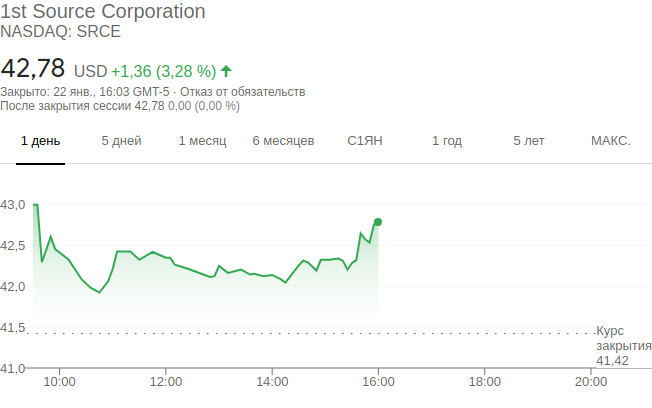 1st Source Corporation
NASDAQ: SRCE
42,78 USD +1,36 (3,28 %)
Закрыто: 22 янв., 16:03 GMT-5 · Отказ от обязательств
После закрытия сессии 42,78 0,00 (0,00 %)
1 день 5 дней 1 месяц 6 месяцев С1ЯН 1 год 5 лет МАКС.
43,0
42,5
42,0
41,5
Курс
закрытия
41,42
41,0
10:00 12:00 14:00 16:00 18:00 20:00